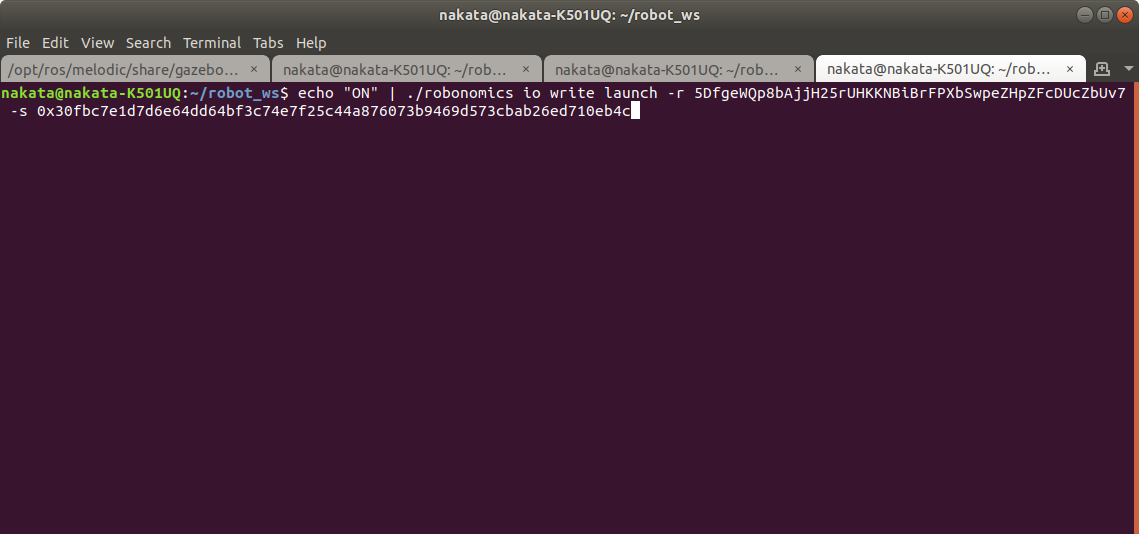 nakata@nakata-K501UQ: ~/robot_ws
File Edit View Search Terminal Tabs Help
/opt/ros/melodic/share/gazebo... × nakata@nakata-K501UQ: ~/rob... × nakata@nakata-K501UQ: ~/rob... × nakata@nakata-K501UQ: ~/rob... ×
nakata@nakata-K501UQ:~/robot_ws$ echo "ON" | ./robonomics io write launch -r 5DfgeWQp8bAjjH25rUHKKNBiBrFPXbSwpeZHpZFcDUcZbUv7
-s 0x30fbc7e1d7d6e64dd64bf3c74e7f25c44a876073b9469d573cbab26ed710eb4c